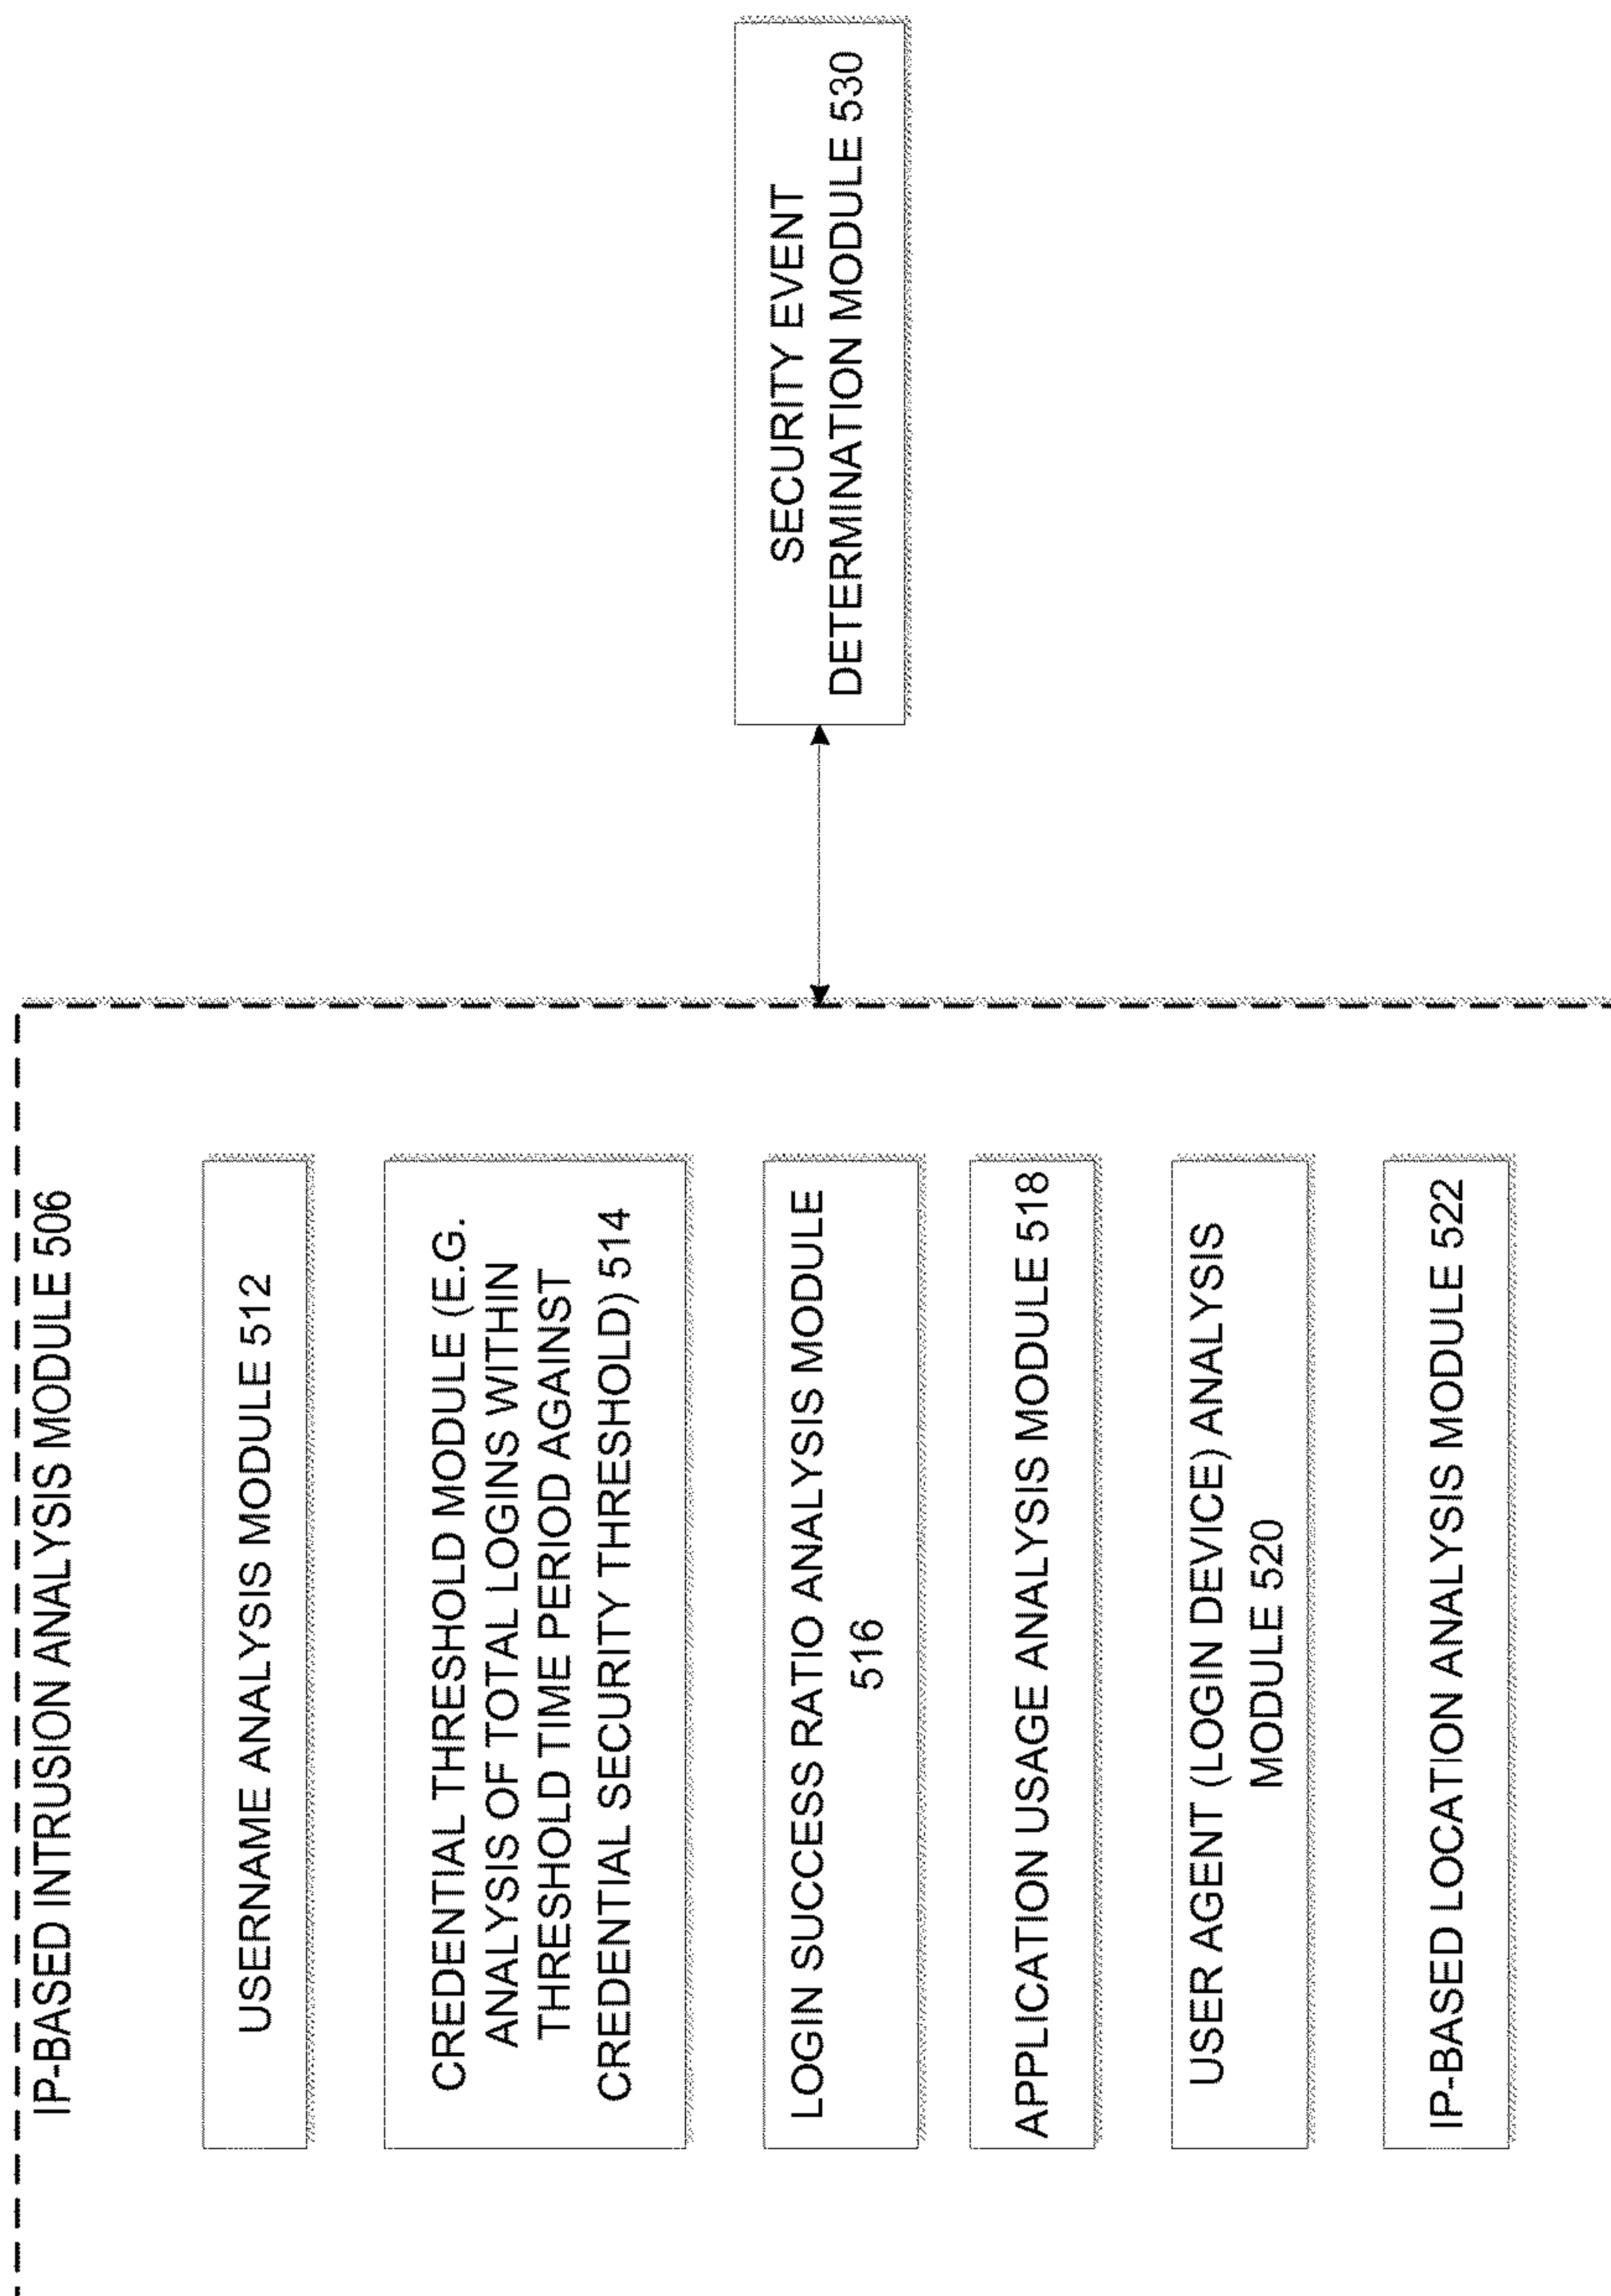 IP-BASED INTRUSION ANALYSIS MODULE 506
USERNAME ANALYSIS MODULE 512
CREDENTIAL THRESHOLD MODULE (E.G.
ANALYSIS OF TOTAL LOGINS WITHIN
THRESHOLD TIME PERIOD AGAINST
CREDENTIAL SECURITY THRESHOLD) 514
LOGIN SUCCESS RATIO ANALYSIS MODULE
516
APPLICATION USAGE ANALYSIS MODULE 518
USER AGENT (LOGIN DEVICE) ANALYSIS
MODULE 520
IP-BASED LOCATION ANALYSIS MODULE 522
SECURITY EVENT
DETERMINATION MODULE 530